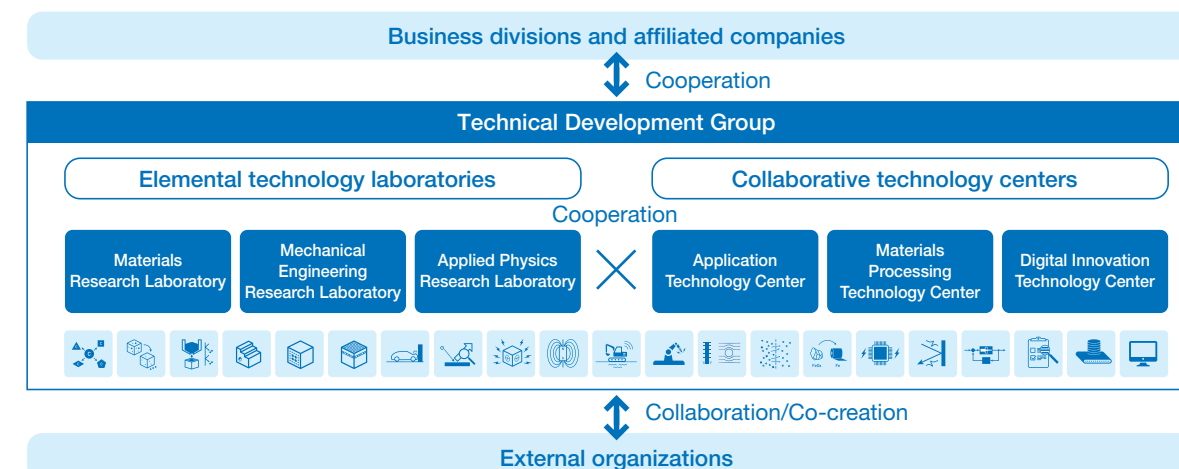 Business divisions and affiliated companies
Cooperation
Technical Development Group
Elemental technology laboratories
Collaborative technology centers
Cooperation
Materials
Research Laboratory
Mechanical
Engineering
Research Laboratory
Applied Physics
Research Laboratory
Application
Technology Center
Materials
Processing
Technology Center
Digital Innovation
Technology Center
Collaboration/Co-creation
External organizations